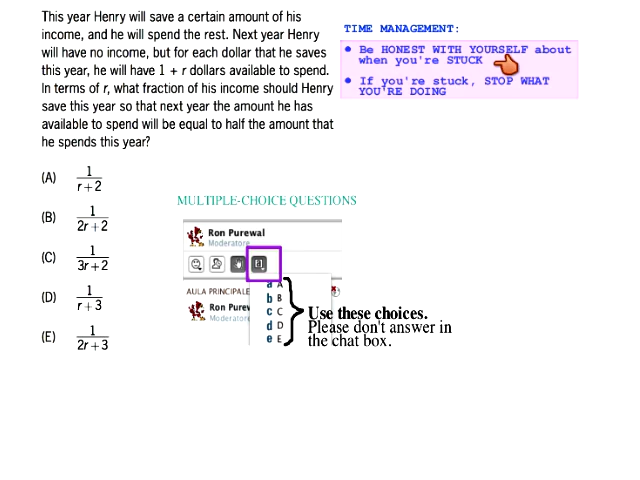 This year Henry will save a certain amount of his
income, and he will spend the rest. Next year Henry
will have no income, but for each dollar that he saves
this year, he will have 1 + r dollars available to spend.
In terms of r, what fraction of his income should Henry
save this year so that next year the amount he has
available to spend will be equal to half the amount that
he spends this year?
TIME MANAGEMENT:
• Be HONEST WITH YOURSELF about
when you're STUCK
• If you're stuck, STOP WHAT
YOU'RE DOING
(A) 1/(r+2)
(B) 1/(2r+2)
(C) 1/(3r+2)
(D) 1/(r+3)
(E) 1/(2r+3)
MULTIPLE-CHOICE QUESTIONS
Ron Purewal
Moderator
AULA PRINCIPALE
Ron Purew
Moderator
a A
b B
c C
d D
e E
Use these choices.
Please don't answer in
the chat box.